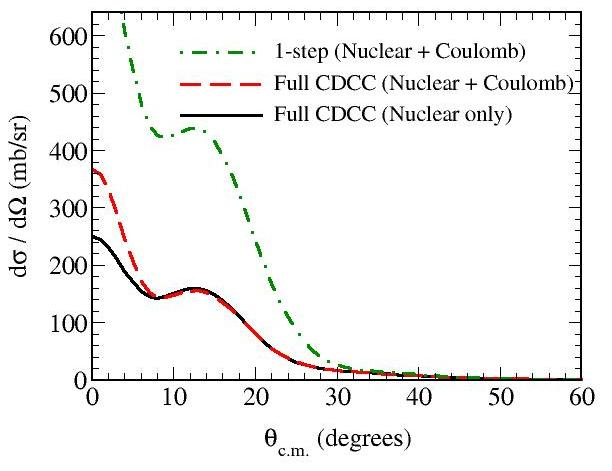 600
500
400
300
200
100
0
dσ / dΩ (mb/sr)
1-step (Nuclear + Coulomb)
Full CDCC (Nuclear + Coulomb)
Full CDCC (Nuclear only)
0 10 20 30 40 50 60
θc.m. (degrees)